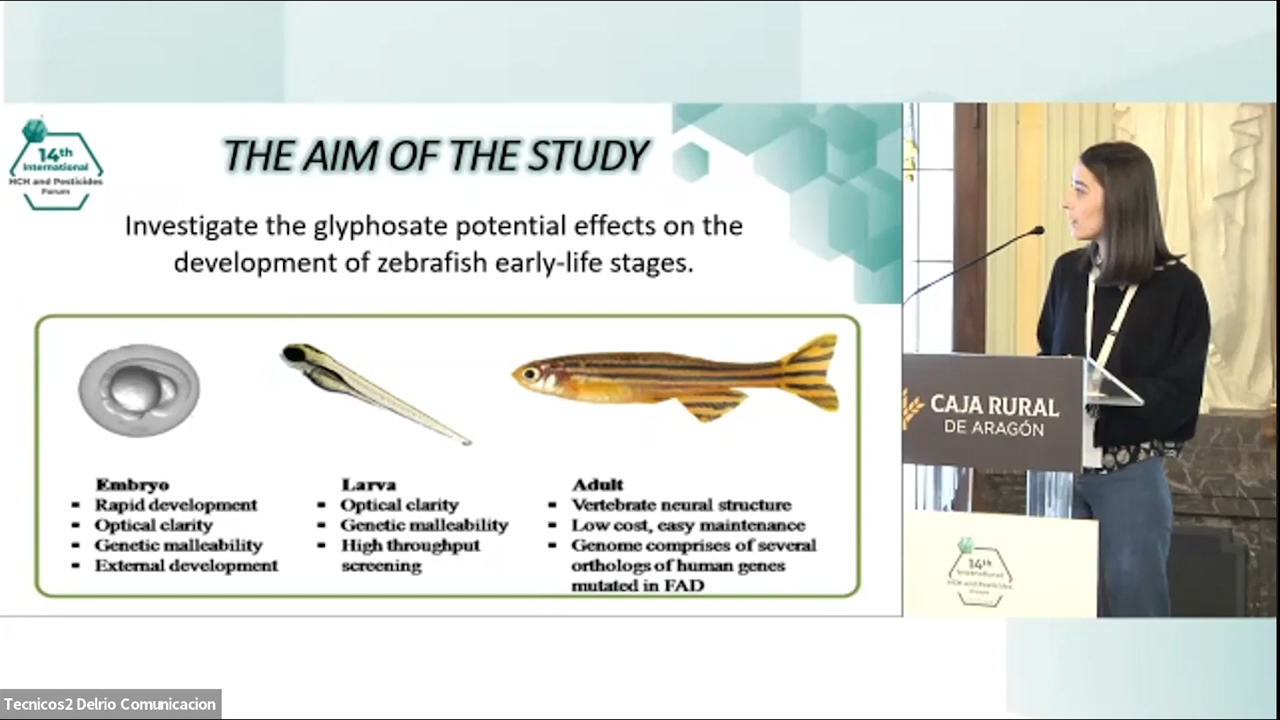 14th
International
HCH and Pesticides
Forum
THE AIM OF THE STUDY
Investigate the glyphosate potential effects on the
development of zebrafish early-life stages.
Embryo
▪ Rapid development
▪ Optical clarity
▪ Genetic malleability
▪ External development
Larva
▪ Optical clarity
▪ Genetic malleability
▪ High throughput
screening
Adult
▪ Vertebrate neural structure
▪ Low cost, easy maintenance
▪ Genome comprises of several
orthologs of human genes
mutated in FAD
CAJA RURAL
DE ARAGÓN
14th
International
HCH and Pesticides
Forum
Tecnicos2 Delrio Comunicacion